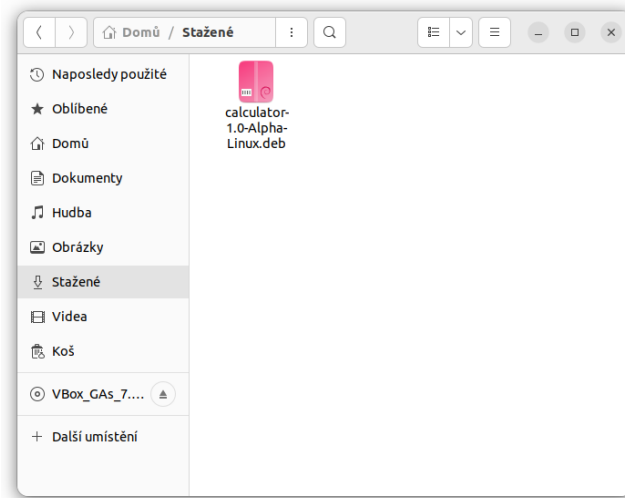 Domů / Stažené
Naposledy použité
Oblíbené
Domů
Dokumenty
Hudba
Obrázky
Stažené
Videa
Koš
VBox_GAs_7....
Další umístění
calculator-
1.0-Alpha-
Linux.deb